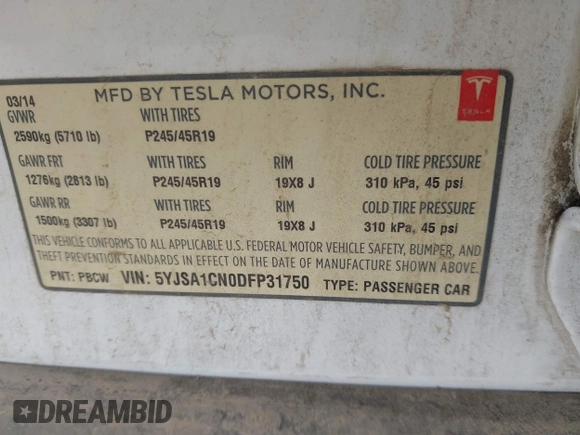 03/14 MFD BY TESLA MOTORS, INC. TESLA
GVWR WITH TIRES
2590kg (5710 lb) P245/45R19
GAWR FRT WITH TIRES RIM COLD TIRE PRESSURE
1276kg (2813 lb) P245/45R19 19X8 J 310 kPa, 45 psi
GAWR RR WITH TIRES RIM COLD TIRE PRESSURE
1500kg (3307 lb) P245/45R19 19X8 J 310 kPa, 45 psi
THIS VEHICLE CONFORMS TO ALL APPLICABLE U.S. FEDERAL MOTOR VEHICLE SAFETY, BUMPER, AND
THEFT PREVENTION STANDARDS IN EFFECT ON THE DATE OF MANUFACTURE SHOWN ABOVE.
PNT: PBCW VIN: 5YJSA1CN0DFP31750 TYPE: PASSENGER CAR
DREAMBID